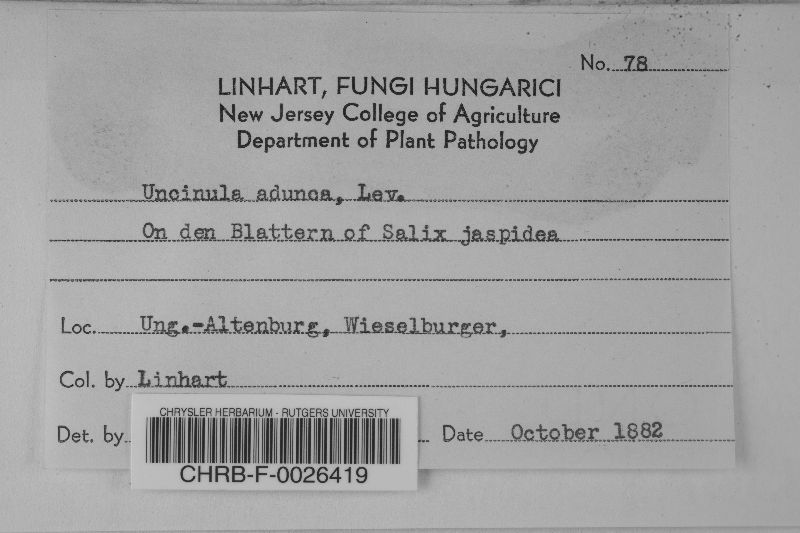 No. 78
LINHART, FUNGI HUNGARICI
New Jersey College of Agriculture
Department of Plant Pathology
Uncinula adunca, Lev.
On den Blattern of Salix jaspidea
Loc. Ung.-Altenburg, Wieselburger,
Col. by Linhart
Det. by Date October 1882
CHRYSLER HERBARIUM - RUTGERS UNIVERSITY
CHRB-F-0026419